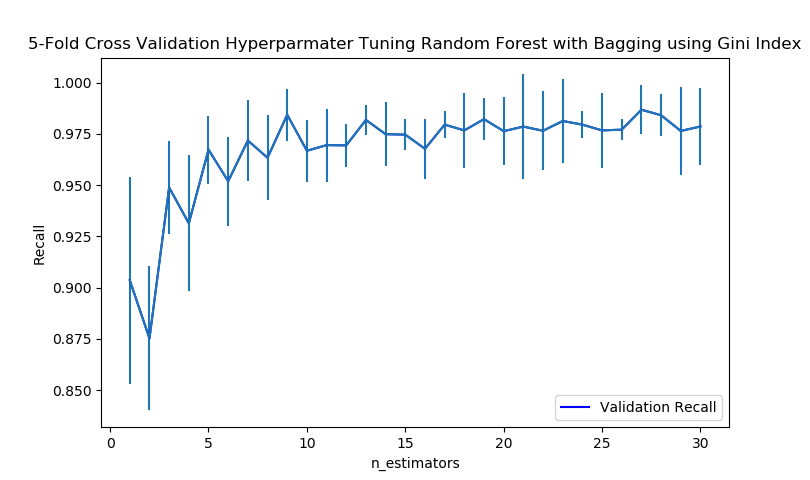 5-Fold Cross Validation Hyperparmater Tuning Random Forest with Bagging using Gini Index
1.000
0.975
0.950
0.925
0.900
0.875
0.850
Recall
Validation Recall
0 5 10 15 20 25 30
n_estimators